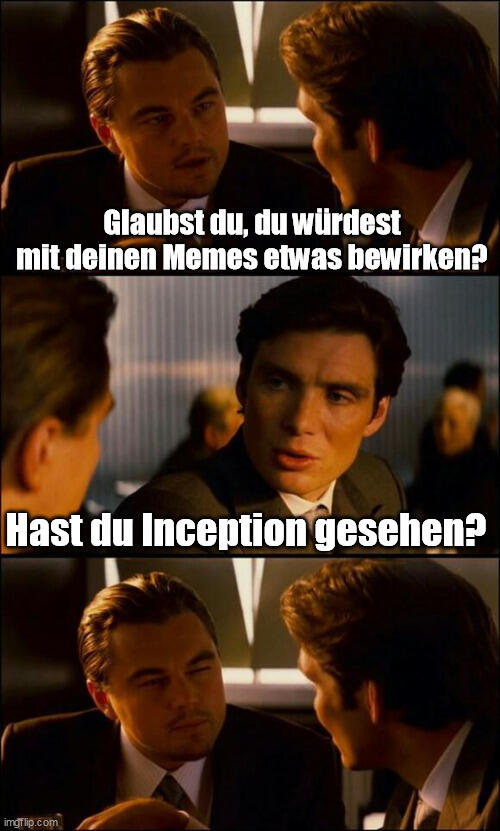 Glaubst du, du würdest
mit deinen Memes etwas bewirken?
Hast du Inception gesehen?
imgflip.com